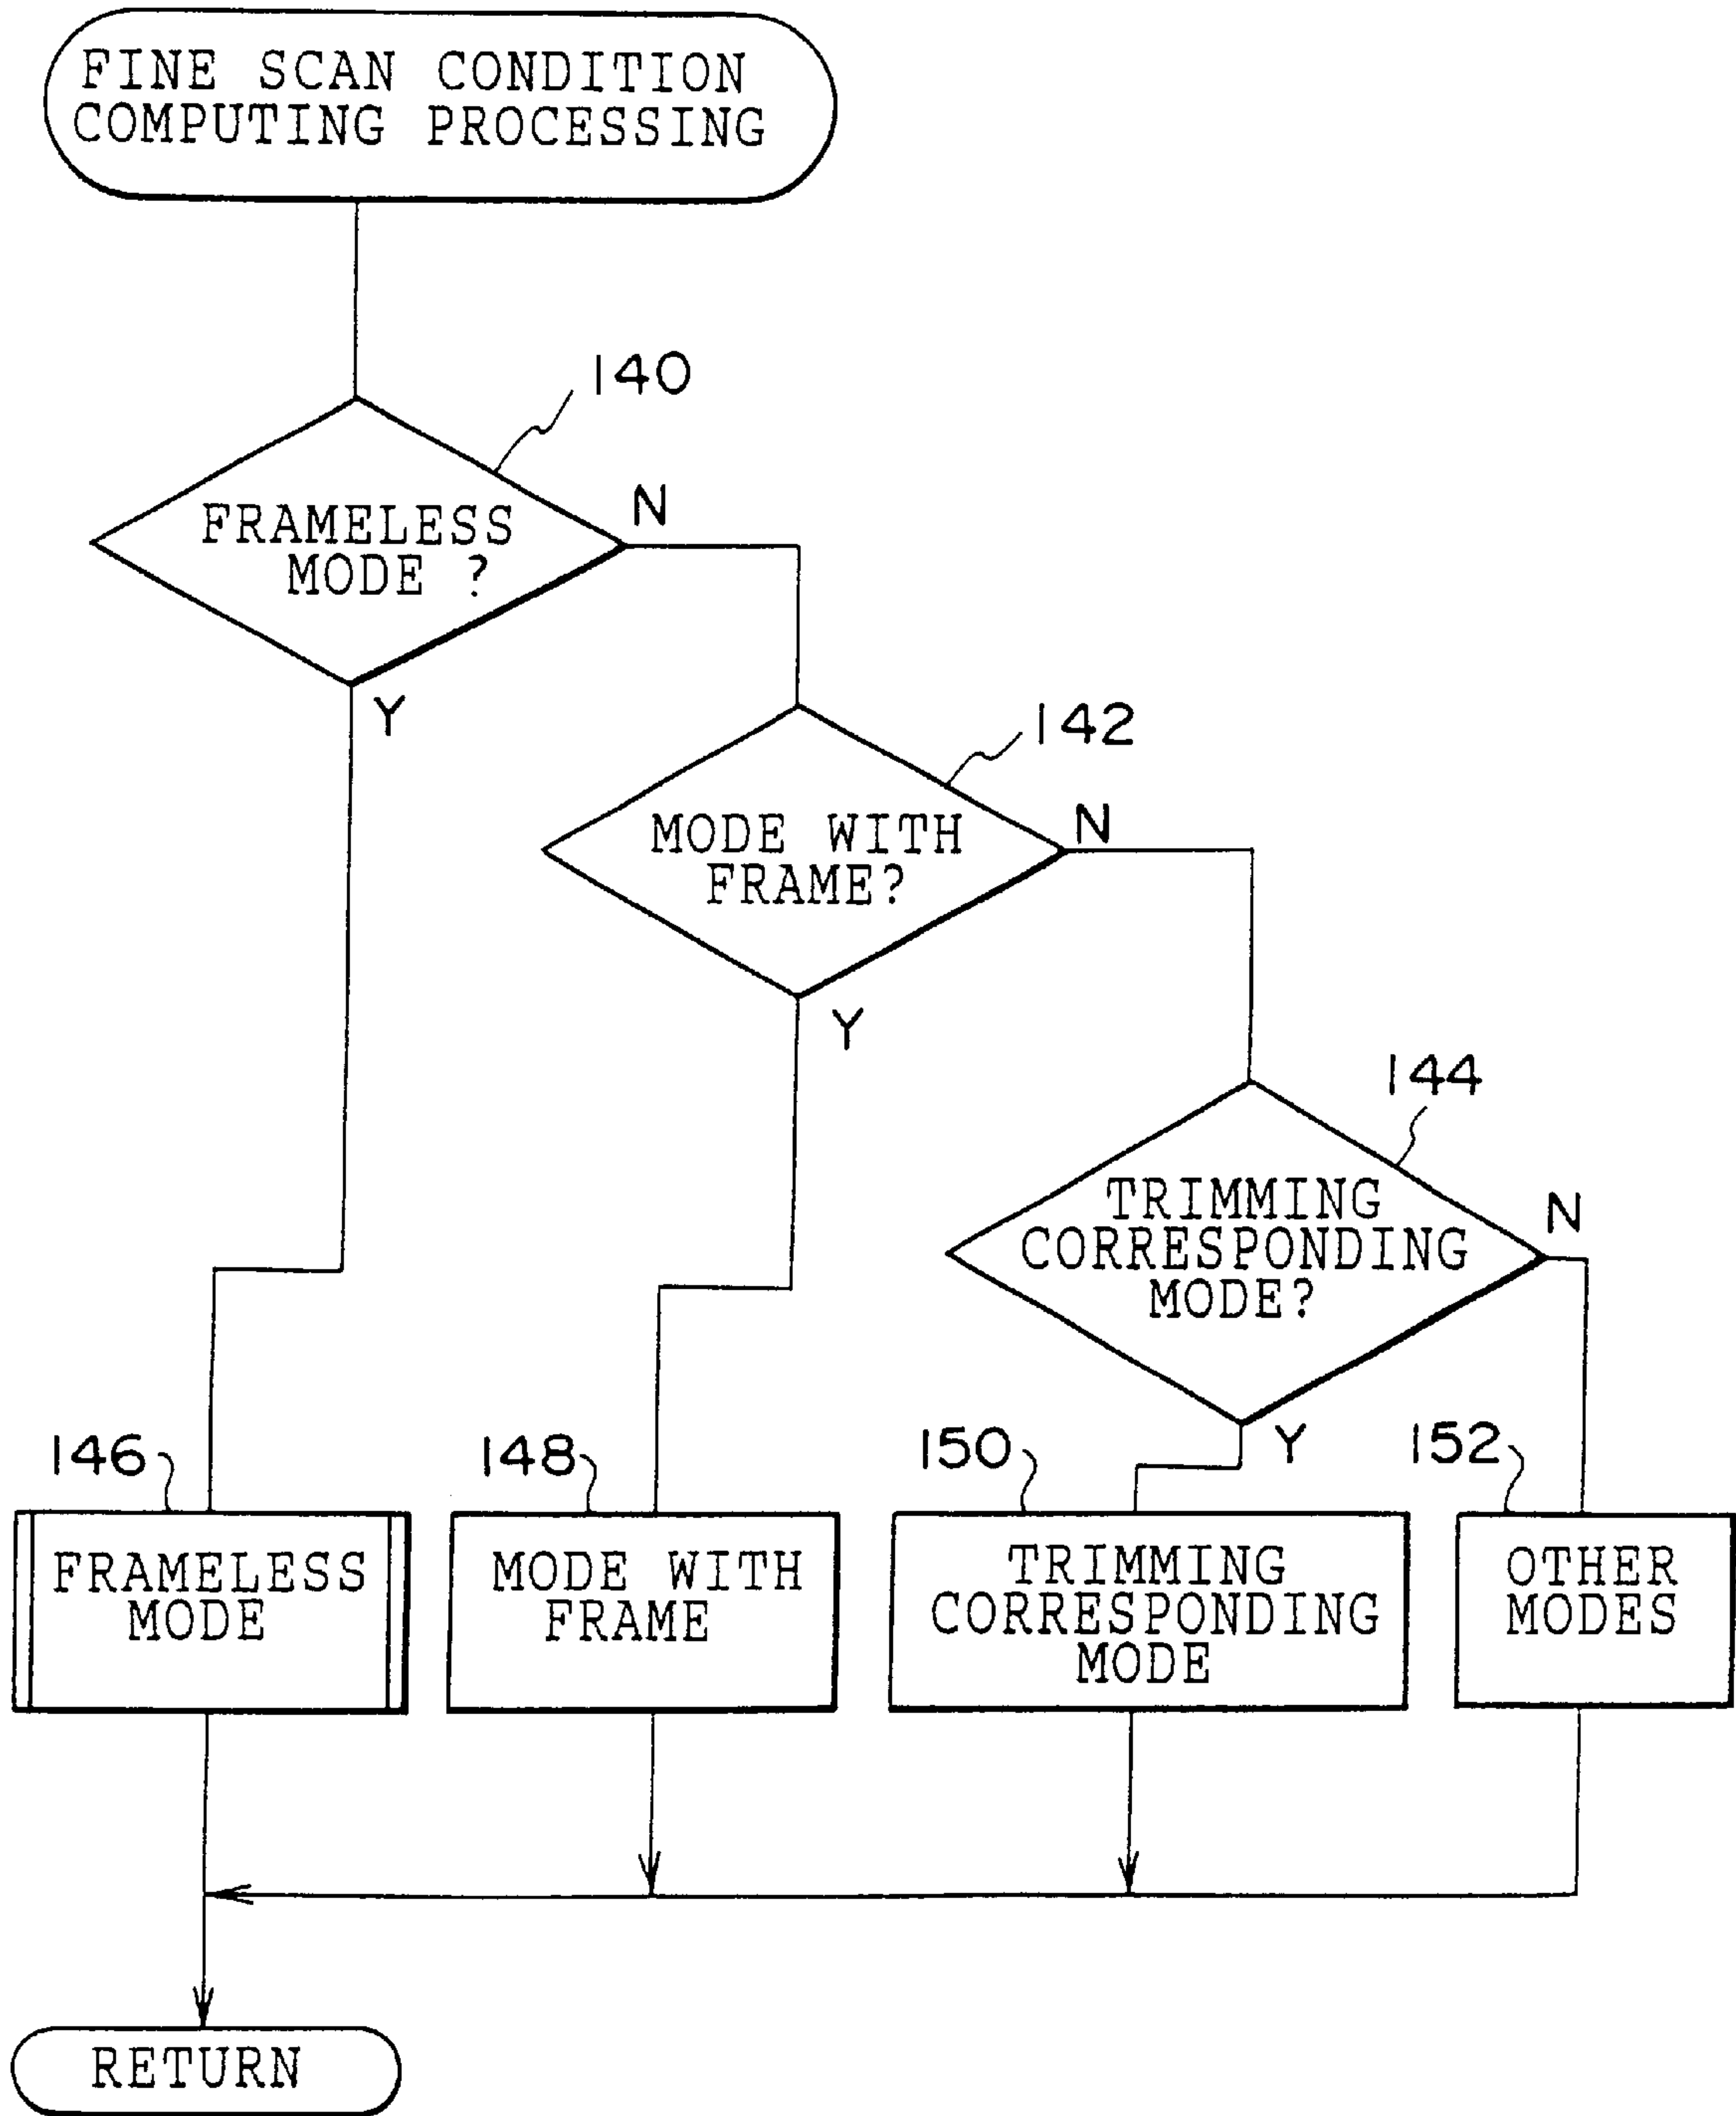 FINE SCAN CONDITION
COMPUTING PROCESSING
140
FRAMELESS
MODE ?
N
Y
142
MODE WITH
FRAME?
N
Y
144
TRIMMING
CORRESPONDING
MODE?
N
Y
146
FRAMELESS
MODE
148
MODE WITH
FRAME
150
TRIMMING
CORRESPONDING
MODE
152
OTHER
MODES
RETURN